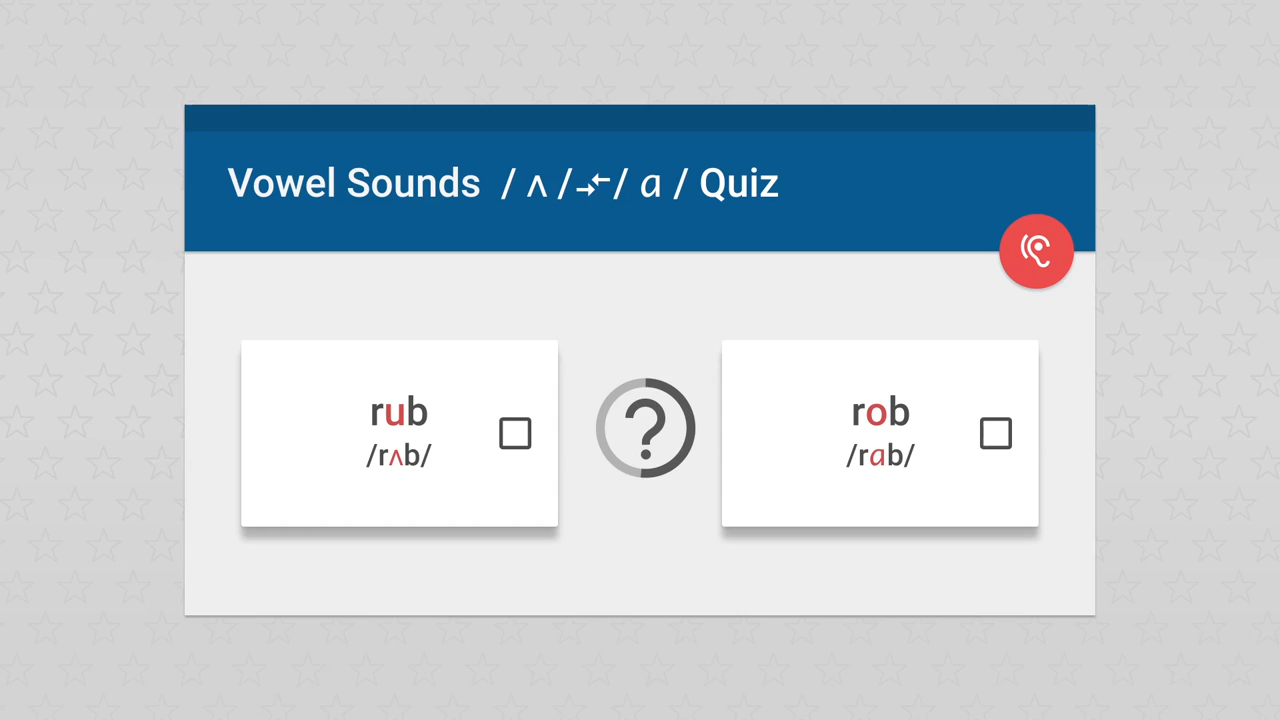 Vowel Sounds / ʌ / / ɑ / Quiz
rub
/rʌb/
?
rob
/rɑb/